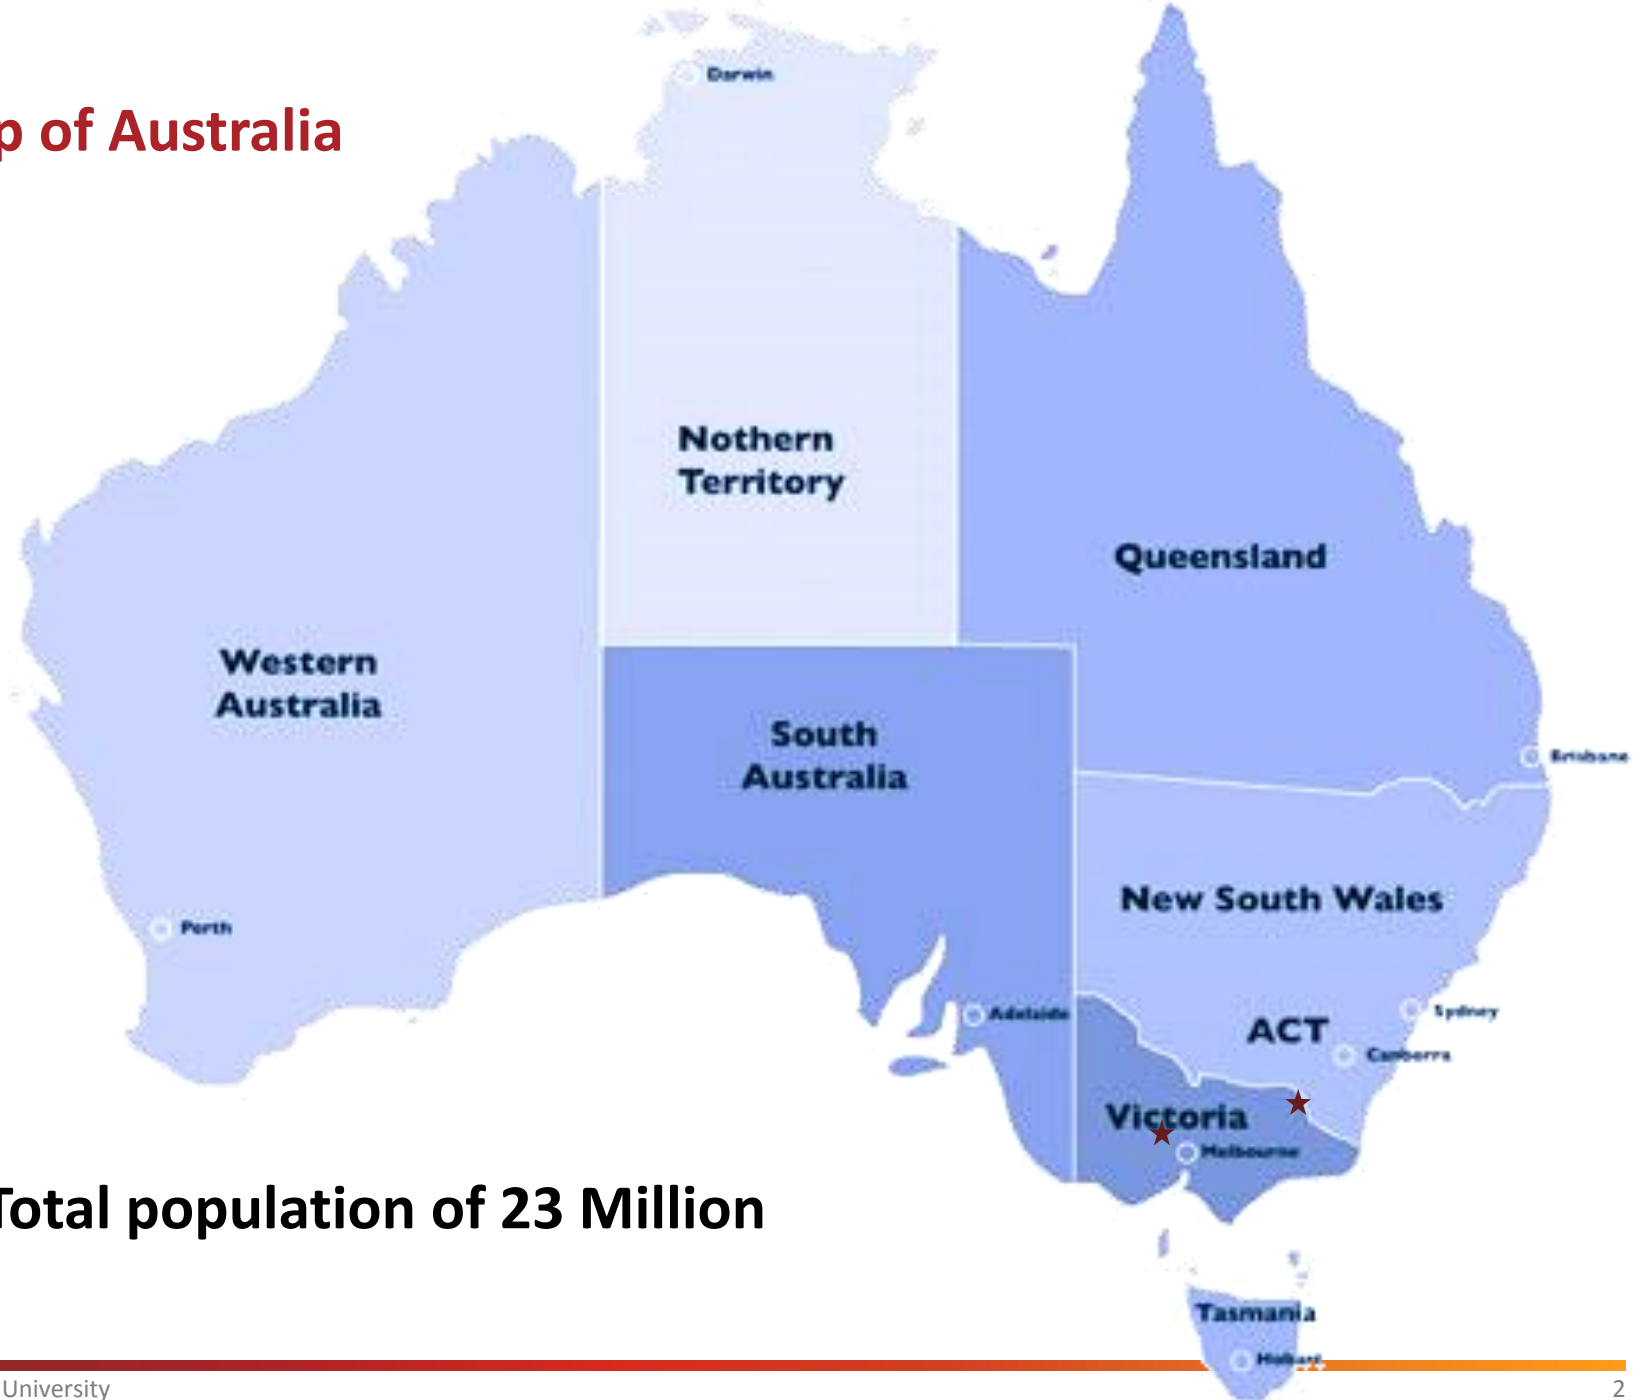 Darwin
p of Australia
Nothern
Territory
Queensland
Western
Australia
South
Australia
Brisbane
New South Wales
Perth
Adelaide
Sydney
ACT
Canberra
Victoria
Melbourne
Total population of 23 Million
Tasmania
Hobart
University
2